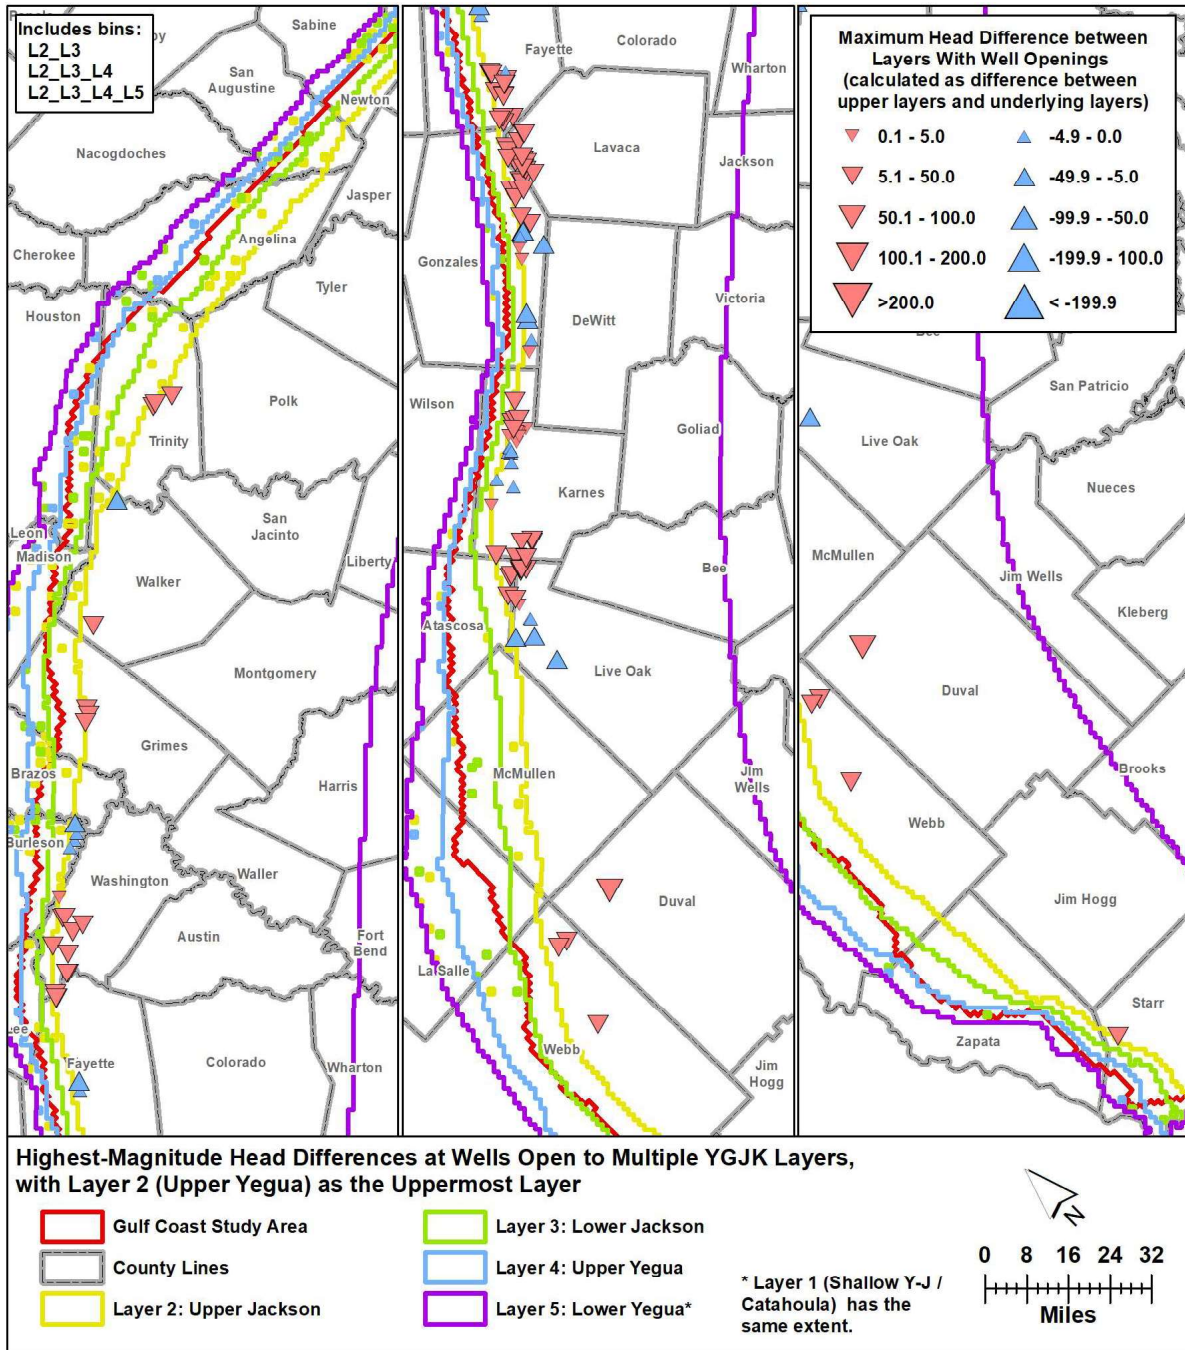 Includes bins:
L2_L3
L2_L3_L4
L2_L3_L4_L5
Sabine
San
Augustine
Newton
Nacogdoches
Jasper
Cherokee
Angelina
Tyler
Houston
Polk
Trinity
San
Jacinto
Leon
Madison
Liberty
Walker
Montgomery
Grimes
Brazos
Harris
Burleson
Washington
Waller
Austin
Fort
Bend
Lee
Fayette
Colorado
Wharton
Fayette
Colorado
Wharton
Lavaca
Jackson
Gonzales
Victoria
DeWitt
Wilson
Goliad
Karnes
Bee
Atascosa
Live Oak
McMullen
Jim
Wells
Duval
La Salle
Webb
Jim
Hogg
Maximum Head Difference between
Layers With Well Openings
(calculated as difference between
upper layers and underlying layers)
0.1 - 5.0
-4.9 - 0.0
5.1 - 50.0
-49.9 - -5.0
50.1 - 100.0
-99.9 - -50.0
100.1 - 200.0
-199.9 - 100.0
>200.0
< -199.9
San Patricio
Live Oak
Nueces
McMullen
Jim Wells
Kleberg
Duval
Brooks
Webb
Jim Hogg
Starr
Zapata
Highest-Magnitude Head Differences at Wells Open to Multiple YGJK Layers,
with Layer 2 (Upper Yegua) as the Uppermost Layer
Gulf Coast Study Area
County Lines
Layer 2: Upper Jackson
Layer 3: Lower Jackson
Layer 4: Upper Yegua
Layer 5: Lower Yegua*
* Layer 1 (Shallow Y-J /
Catahoula) has the
same extent.
N
0 8 16 24 32
Miles